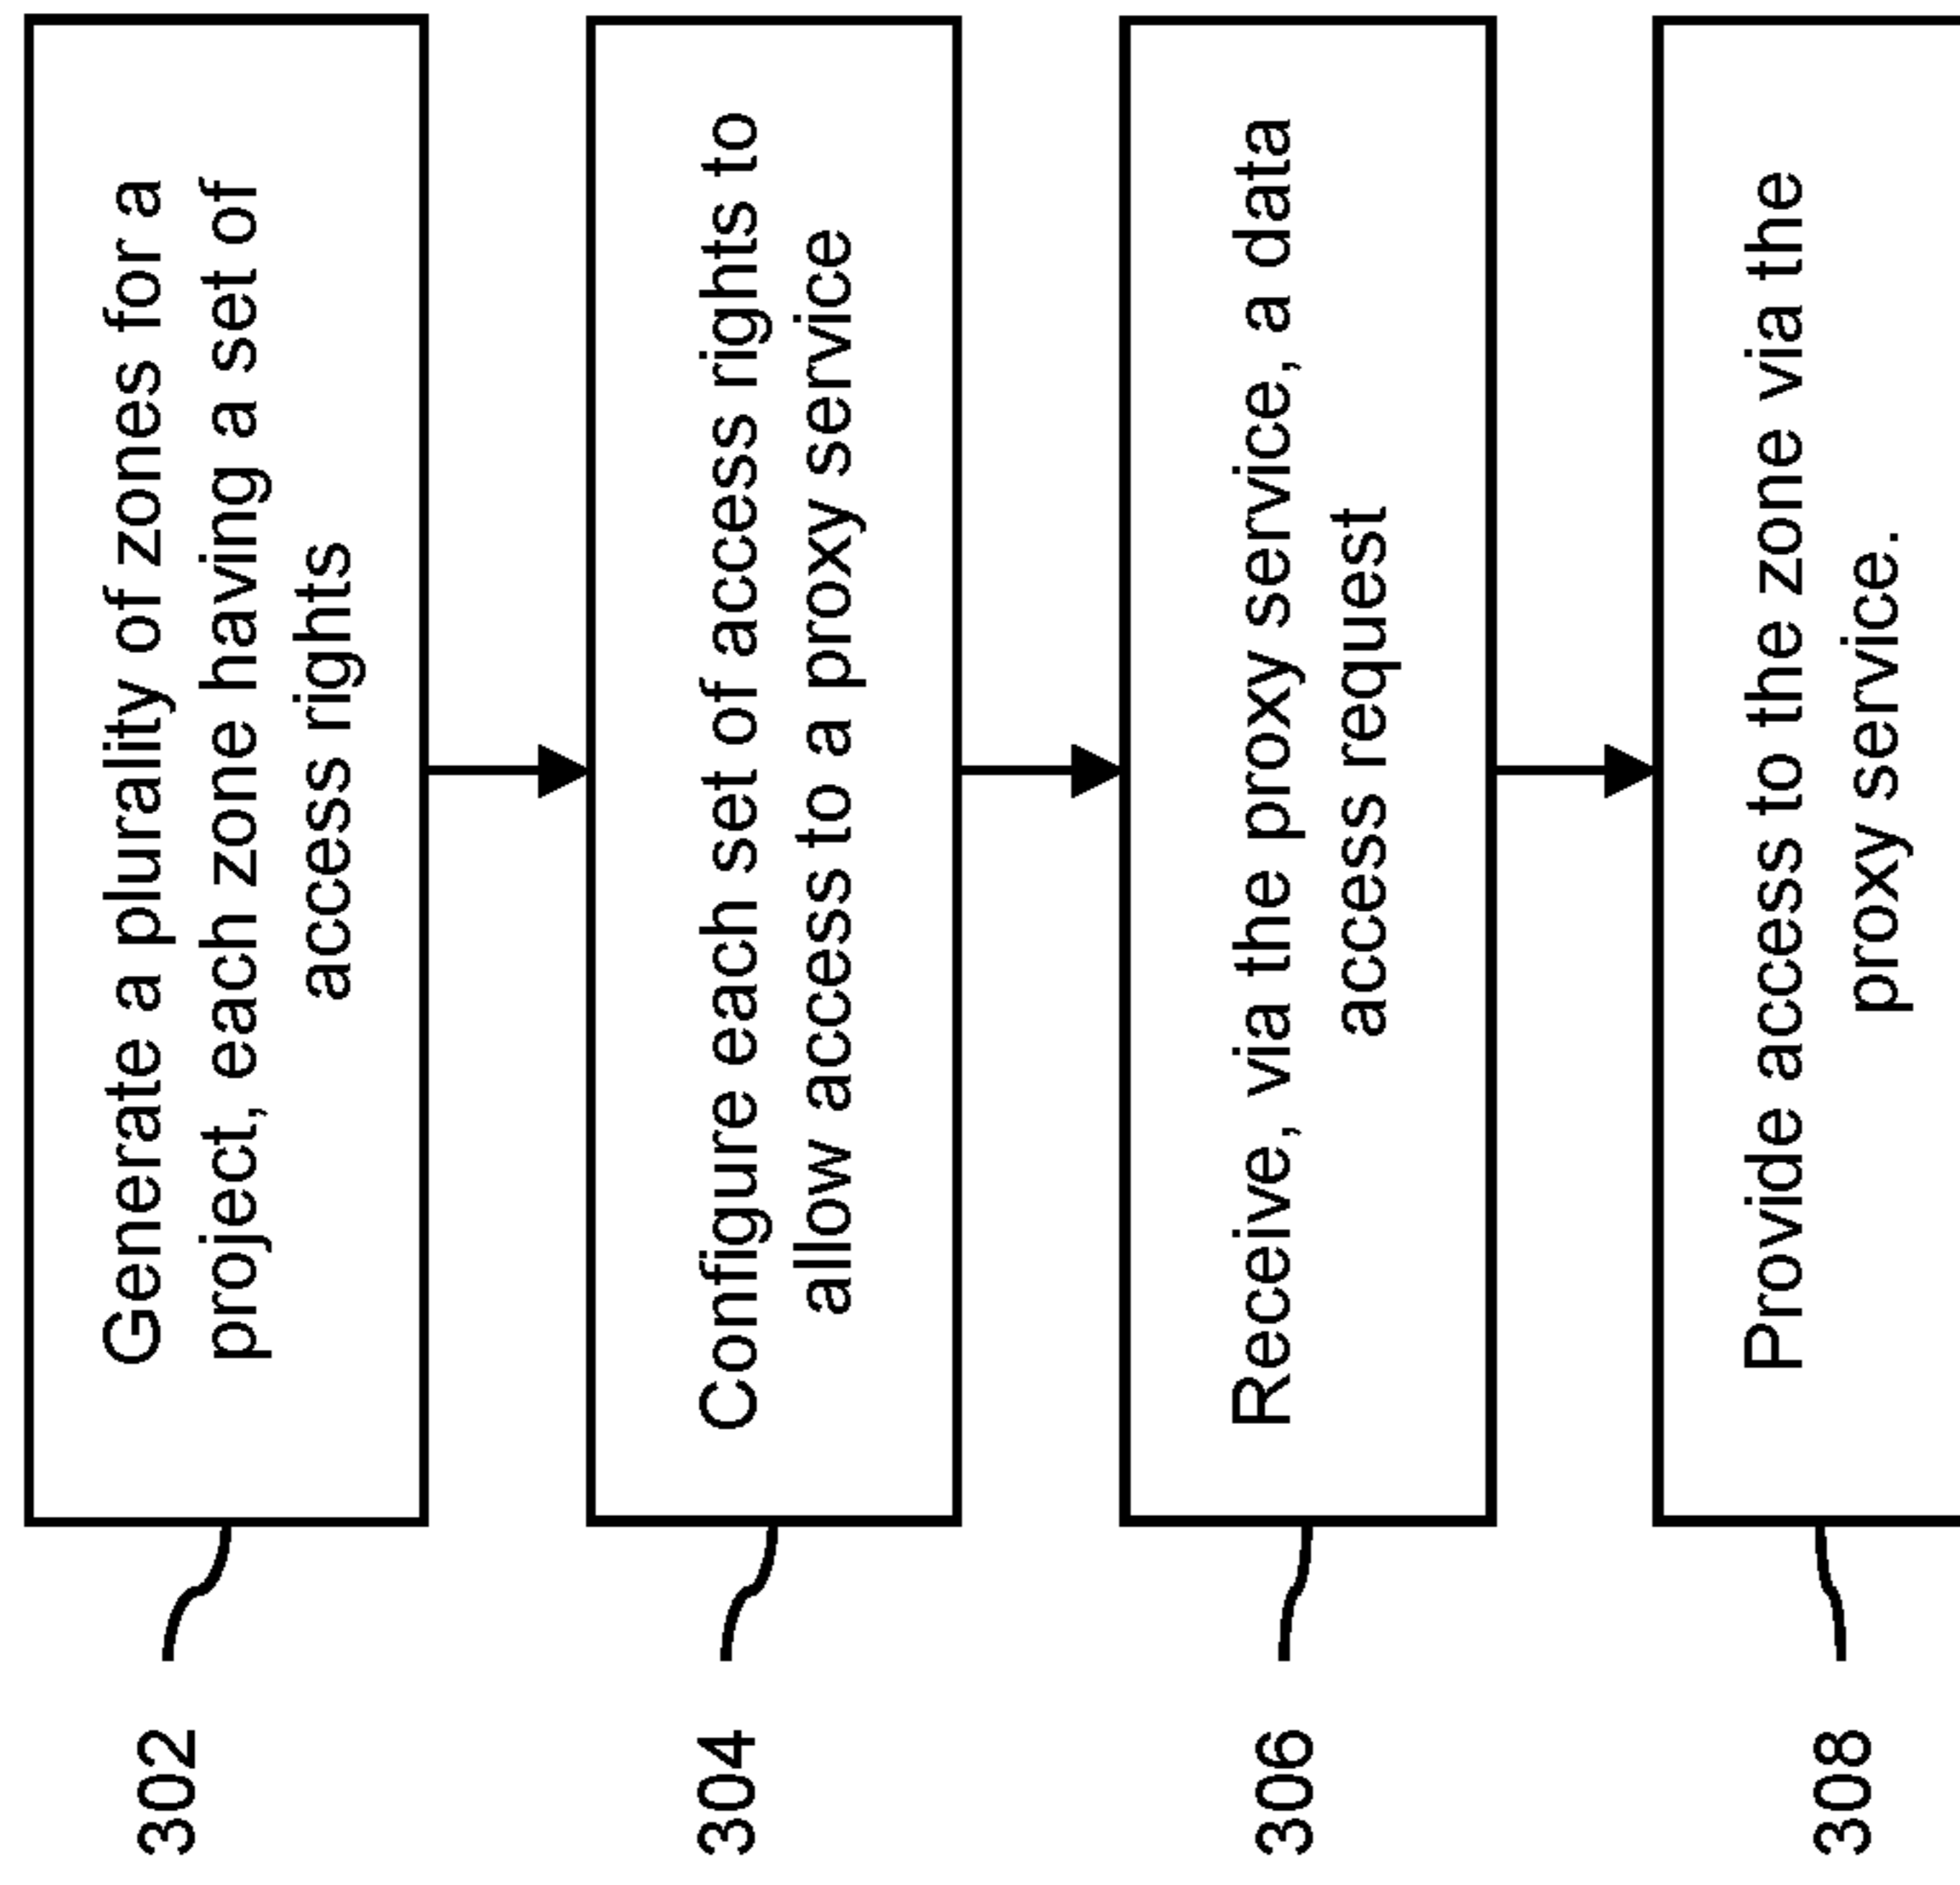 302
Generate a plurality of zones for a
project, each zone having a set of
access rights
304
Configure each set of access rights to
allow access to a proxy service
306
Receive, via the proxy service, a data
access request
308
Provide access to the zone via the
proxy service.